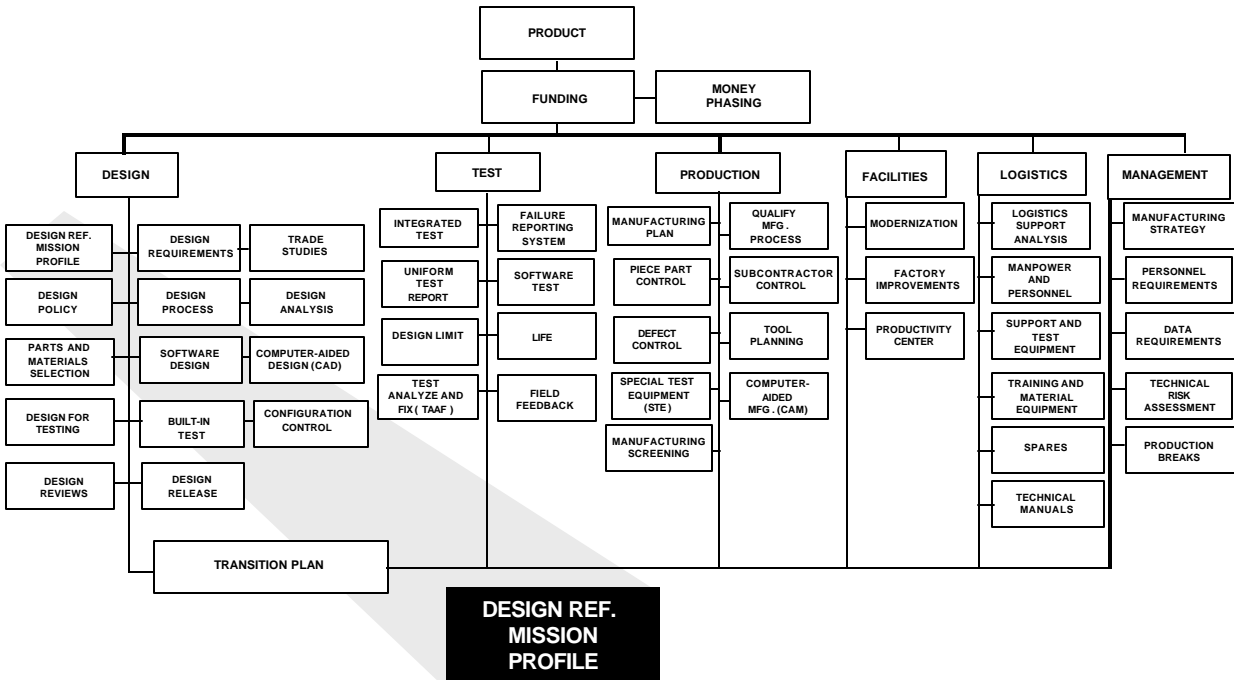 PRODUCT
FUNDING
MONEY
PHASING
DESIGN
TEST
PRODUCTION
FACILITIES
LOGISTICS
MANAGEMENT
DESIGN REF.
MISSION
PROFILE
DESIGN
REQUIREMENTS
TRADE
STUDIES
DESIGN
POLICY
DESIGN
PROCESS
DESIGN
ANALYSIS
PARTS AND
MATERIALS
SELECTION
SOFTWARE
DESIGN
COMPUTER-AIDED
DESIGN (CAD)
DESIGN FOR
TESTING
BUILT-IN
TEST
CONFIGURATION
CONTROL
DESIGN
REVIEWS
DESIGN
RELEASE
INTEGRATED
TEST
FAILURE
REPORTING
SYSTEM
UNIFORM
TEST
REPORT
SOFTWARE
TEST
DESIGN LIMIT
LIFE
TEST
ANALYZE AND
FIX ( TAAF )
FIELD
FEEDBACK
MANUFACTURING
PLAN
QUALIFY
MFG .
PROCESS
PIECE PART
CONTROL
SUBCONTRACTOR
CONTROL
DEFECT
CONTROL
TOOL
PLANNING
SPECIAL TEST
EQUIPMENT
(STE)
COMPUTER-
AIDED
MFG . (CAM)
MANUFACTURING
SCREENING
MODERNIZATION
FACTORY
IMPROVEMENTS
PRODUCTIVITY
CENTER
LOGISTICS
SUPPORT
ANALYSIS
MANPOWER
AND
PERSONNEL
SUPPORT AND
TEST
EQUIPMENT
TRAINING AND
MATERIAL
EQUIPMENT
SPARES
TECHNICAL
MANUALS
MANUFACTURING
STRATEGY
PERSONNEL
REQUIREMENTS
DATA
REQUIREMENTS
TECHNICAL
RISK
ASSESSMENT
PRODUCTION
BREAKS
TRANSITION PLAN
DESIGN REF.
MISSION
PROFILE